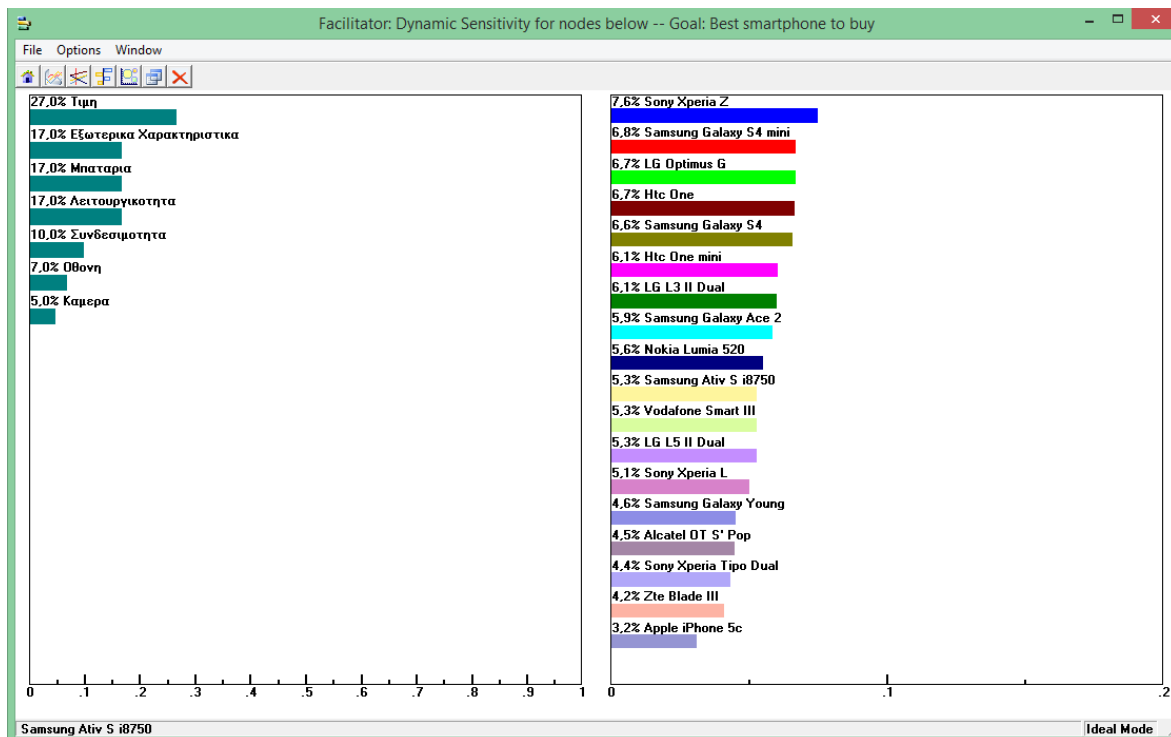 Facilitator: Dynamic Sensitivity for nodes below -- Goal: Best smartphone to buy
File Options Window
27,0% Τιμη
17,0% Εξωτερικα Χαρακτηριστικα
17,0% Μπαταρια
17,0% Λειτουργικοτητα
10,0% Συνδεσιμοτητα
7,0% Οθονη
5,0% Καμερα
0 .1 .2 .3 .4 .5 .6 .7 .8 .9 1
7,6% Sony Xperia Z
6,8% Samsung Galaxy S4 mini
6,7% LG Optimus G
6,7% Htc One
6,6% Samsung Galaxy S4
6,1% Htc One mini
6,1% LG L3 II Dual
5,9% Samsung Galaxy Ace 2
5,6% Nokia Lumia 520
5,3% Samsung Ativ S i8750
5,3% Vodafone Smart III
5,3% LG L5 II Dual
5,1% Sony Xperia L
4,6% Samsung Galaxy Young
4,5% Alcatel OT S' Pop
4,4% Sony Xperia Tipo Dual
4,2% Zte Blade III
3,2% Apple iPhone 5c
0 .1 .2
Samsung Ativ S i8750
Ideal Mode